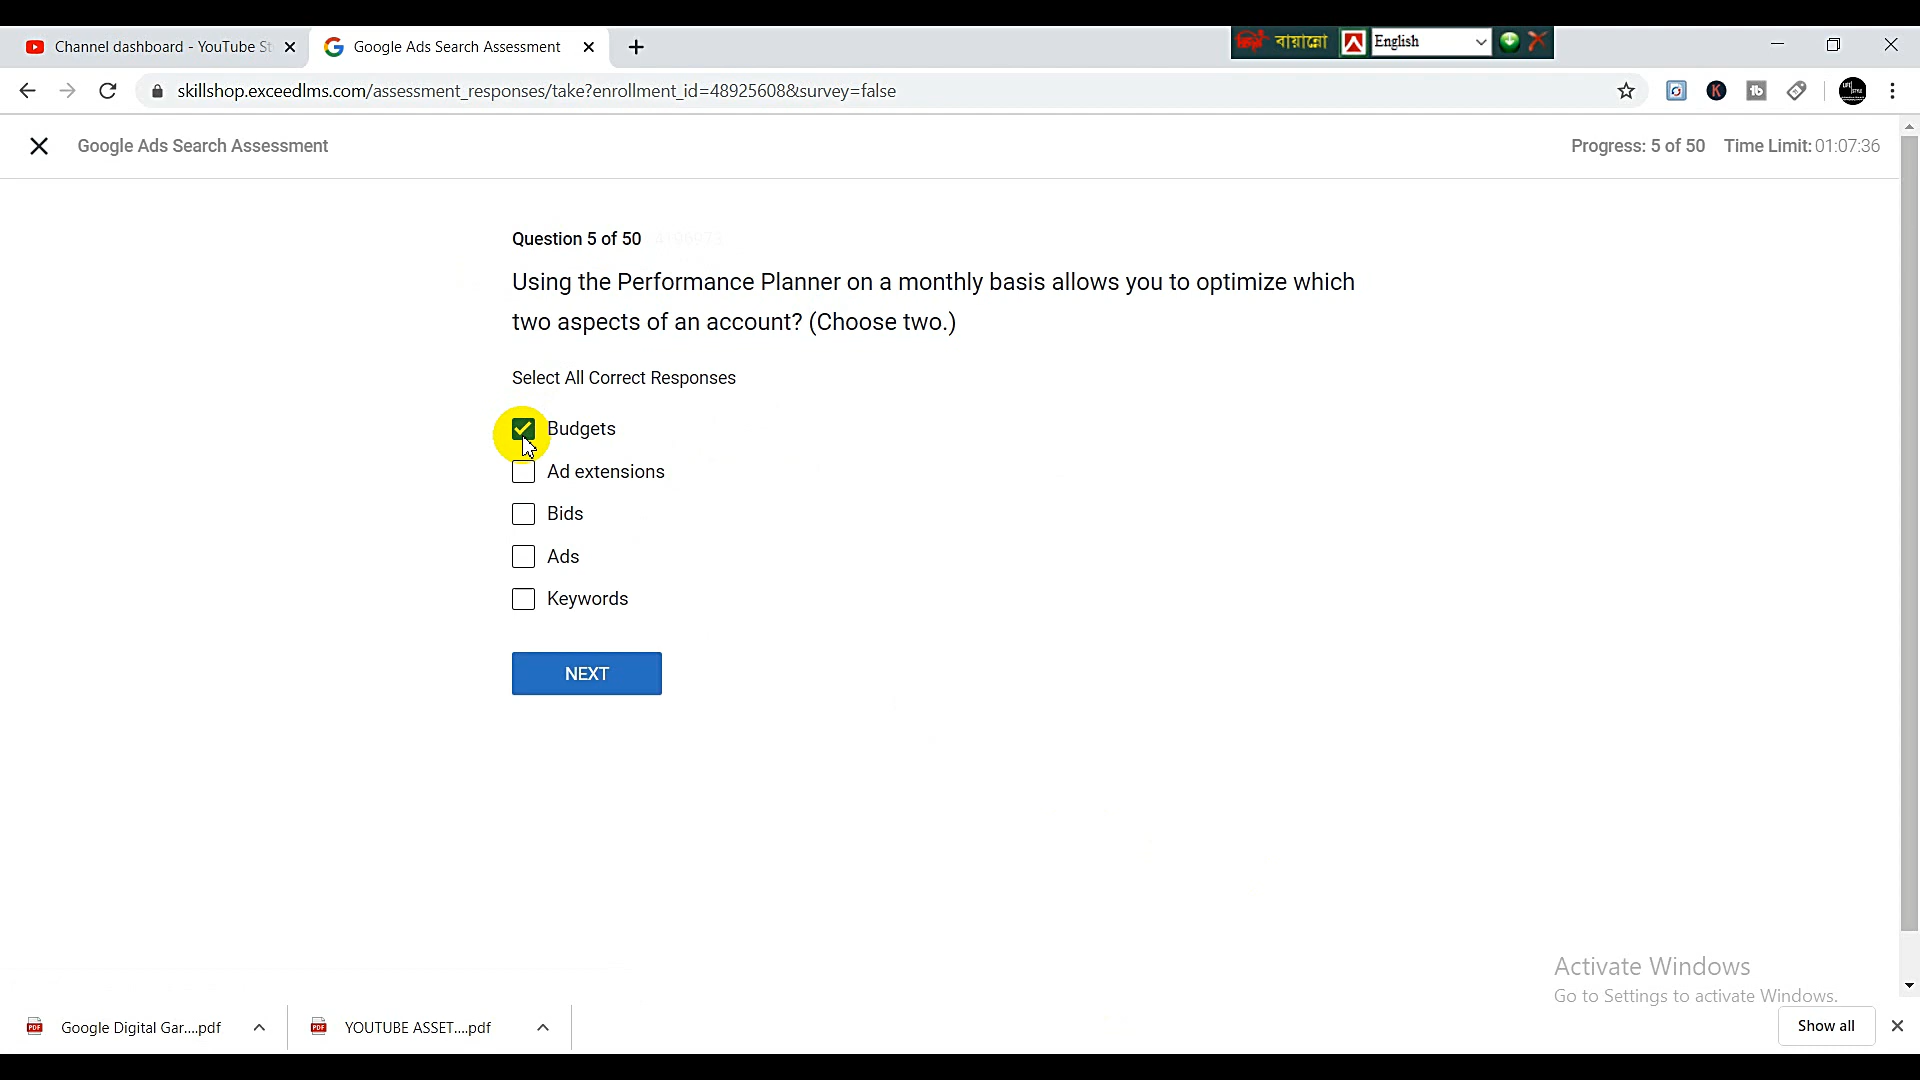 Channel dashboard - YouTube St
Google Ads Search Assessment
বায়ান্নো
English
skillshop.exceedlms.com/assessment_responses/take?enrollment_id=48925608&survey=false
Google Ads Search Assessment
Progress: 5 of 50 Time Limit: 01:07:36
Question 5 of 50
Using the Performance Planner on a monthly basis allows you to optimize which
two aspects of an account? (Choose two.)
Select All Correct Responses
Budgets
Ad extensions
Bids
Ads
Keywords
NEXT
Activate Windows
Go to Settings to activate Windows.
Google Digital Gar....pdf
YOUTUBE ASSET....pdf
Show all